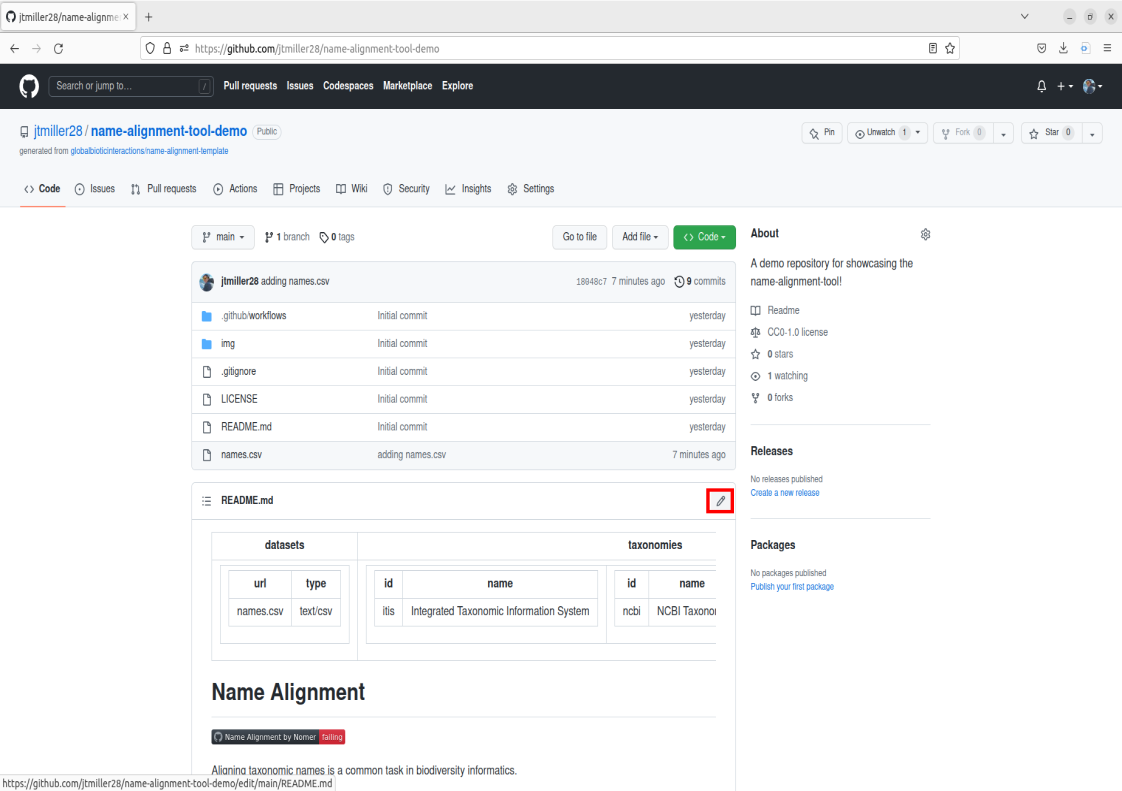 jtmiller28/name-alignme
https://github.com/jtmiller28/name-alignment-tool-demo
Search or jump to... / Pull requests Issues Codespaces Marketplace Explore
jtmiller28 / name-alignment-tool-demo Public
Pin Unwatch 1 Fork 0 Star 0
generated from globalbioticinteractions/name-alignment-template
Code Issues Pull requests Actions Projects Wiki Security Insights Settings
main 1 branch 0 tags Go to file Add file Code
jtmiller28 adding names.csv 18048c7 7 minutes ago 9 commits
.github/workflows Initial commit yesterday
img Initial commit yesterday
.gitignore Initial commit yesterday
LICENSE Initial commit yesterday
README.md Initial commit yesterday
names.csv adding names.csv 7 minutes ago
README.md
datasets taxonomies
url type id name id name
names.csv text/csv itis Integrated Taxonomic Information System ncbi NCBI Taxonor
Name Alignment
Name Alignment by Nomer failing
Aligning taxonomic names is a common task in biodiversity informatics.
About
A demo repository for showcasing the
name-alignment-tool!
Readme
CC0-1.0 license
0 stars
1 watching
0 forks
Releases
No releases published
Create a new release
Packages
No packages published
Publish your first package
https://github.com/jtmiller28/name-alignment-tool-demo/edit/main/README.md